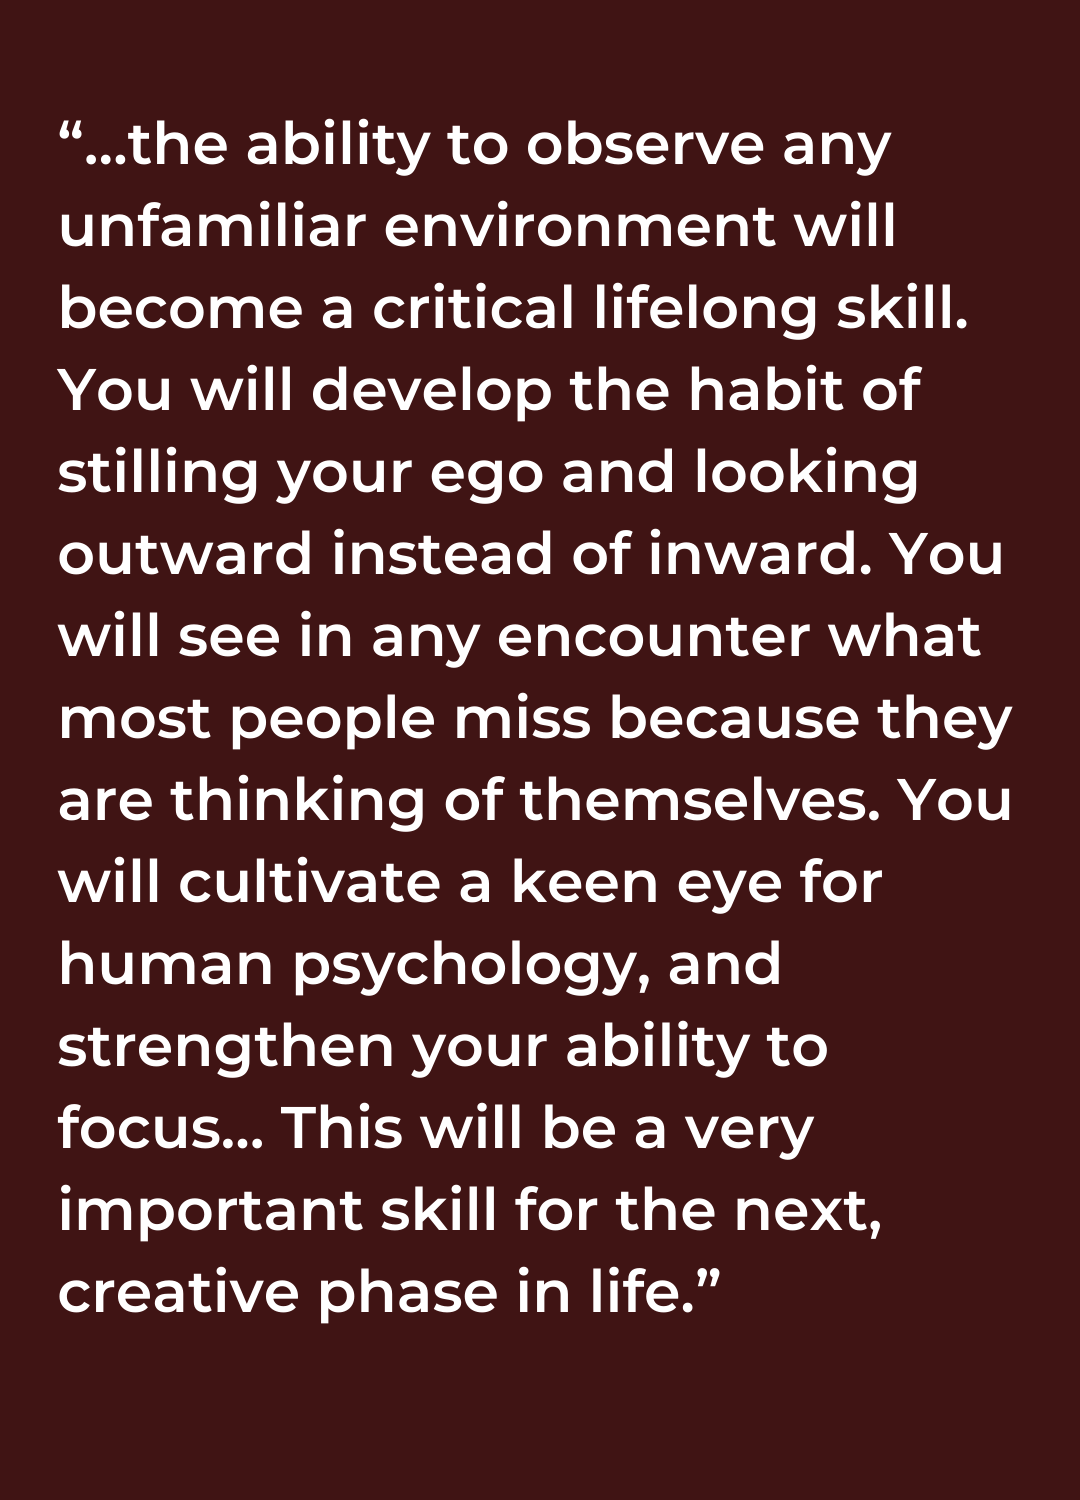 “...the ability to observe any
unfamiliar environment will
become a critical lifelong skill.
You will develop the habit of
stilling your ego and looking
outward instead of inward. You
will see in any encounter what
most people miss because they
are thinking of themselves. You
will cultivate a keen eye for
human psychology, and
strengthen your ability to
focus... This will be a very
important skill for the next,
creative phase in life.”